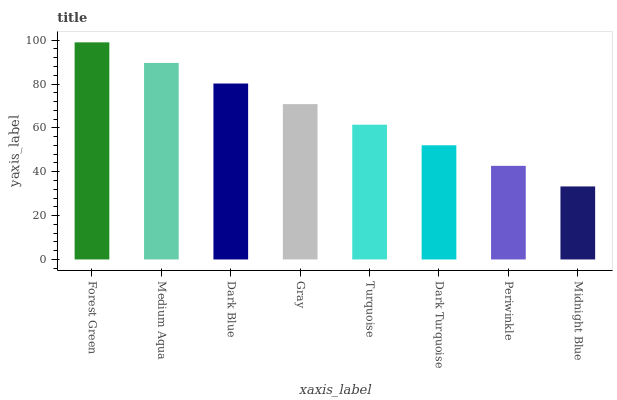 title
yaxis_label
100
80
60
40
20
0
Forest Green
Medium Aqua
Dark Blue
Gray
Turquoise
Dark Turquoise
Periwinkle
Midnight Blue
xaxis_label